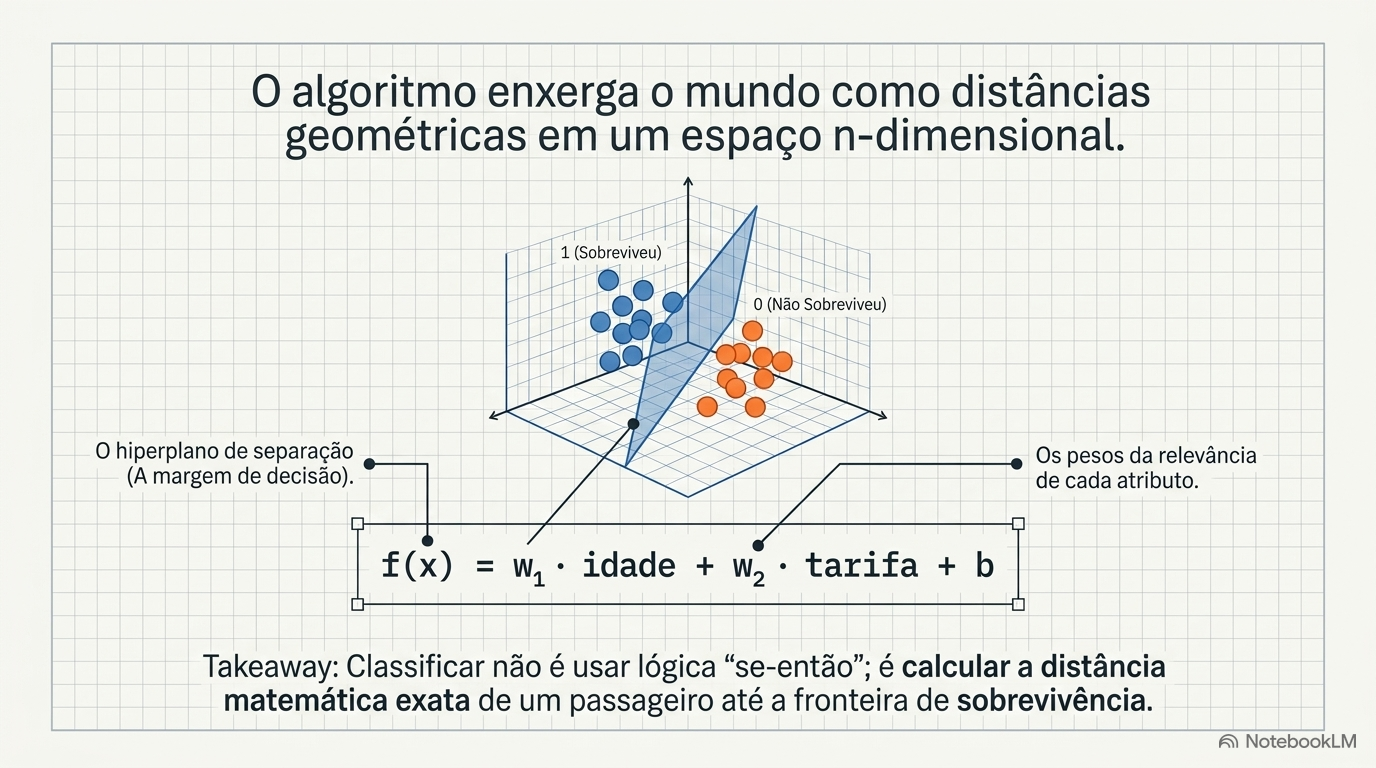 O algoritmo enxerga o mundo como distâncias
geométricas em um espaço n-dimensional.
1 (Sobreviveu)
0 (Não Sobreviveu)
O hiperplano de separação
(A margem de decisão).
Os pesos da relevância
de cada atributo.
f(x) = w₁ · idade + w₂ · tarifa + b
Takeaway: Classificar não é usar lógica “se-então”; é calcular a distância
matemática exata de um passageiro até a fronteira de sobrevivência.
NotebookLM